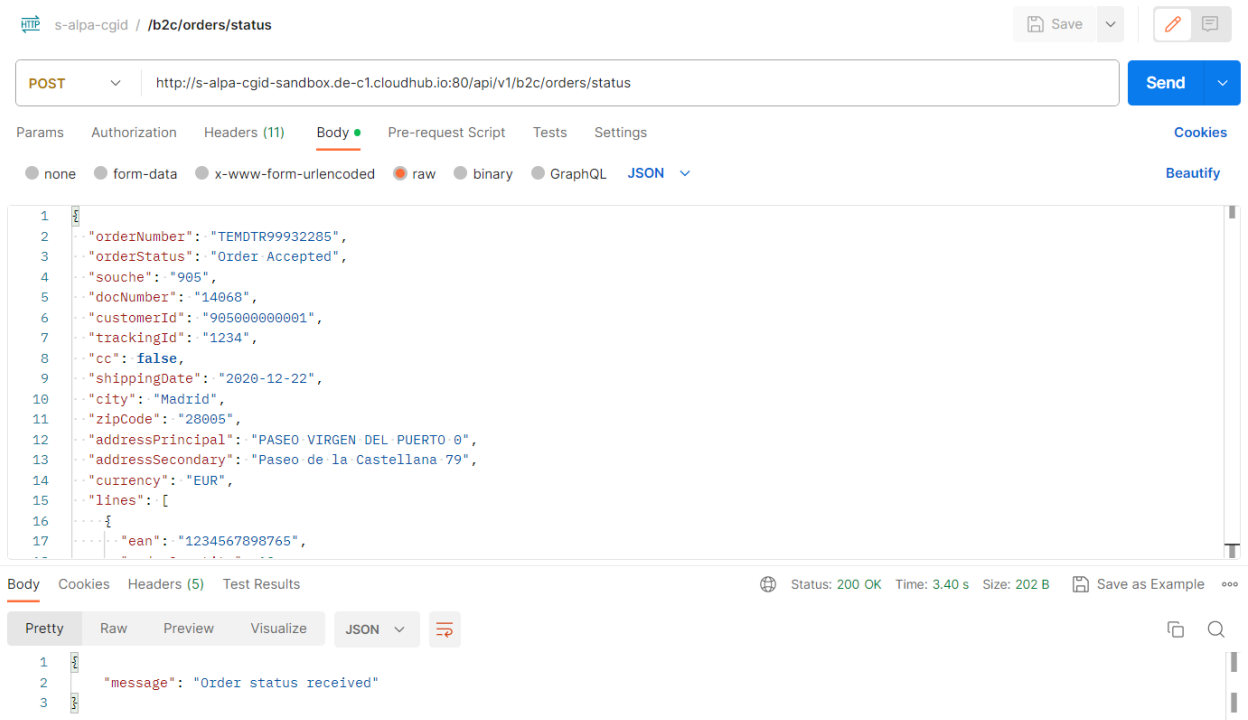 HTTP s-alpa-cgid / /b2c/orders/status Save
POST http://s-alpa-cgid-sandbox.de-c1.cloudhub.io:80/api/v1/b2c/orders/status Send
Params Authorization Headers (11) Body Pre-request Script Tests Settings Cookies
none form-data x-www-form-urlencoded raw binary GraphQL JSON Beautify
1 {
2 "orderNumber": "TEMDTR99932285",
3 "orderStatus": "Order Accepted",
4 "souche": "905",
5 "docNumber": "14068",
6 "customerId": "905000000001",
7 "trackingId": "1234",
8 "cc": false,
9 "shippingDate": "2020-12-22",
10 "city": "Madrid",
11 "zipCode": "28005",
12 "addressPrincipal": "PASEO VIRGEN DEL PUERTO 0",
13 "addressSecondary": "Paseo de la Castellana 79",
14 "currency": "EUR",
15 "lines": [
16 {
17 "ean": "1234567898765",
Body Cookies Headers (5) Test Results Status: 200 OK Time: 3.40 s Size: 202 B Save as Example
Pretty Raw Preview Visualize JSON
1 {
2 "message": "Order status received"
3 }